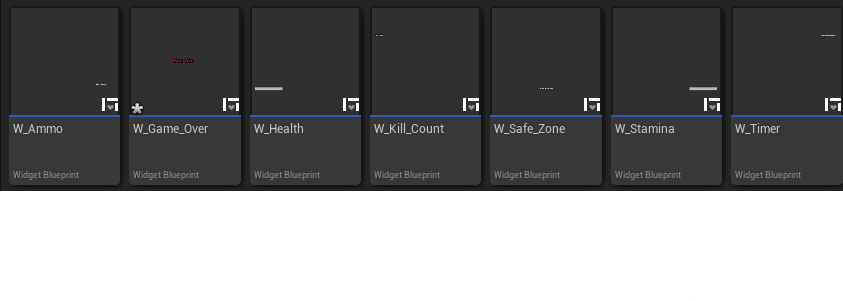 W_Ammo
W_Game_Over
W_Health
W_Kill_Count
W_Safe_Zone
W_Stamina
W_Timer
Widget Blueprint
Widget Blueprint
Widget Blueprint
Widget Blueprint
Widget Blueprint
Widget Blueprint
Widget Blueprint